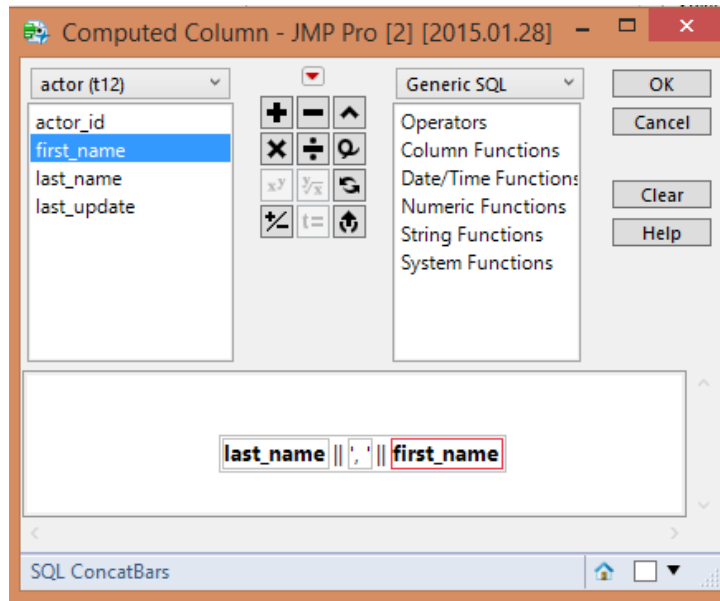 Computed Column - JMP Pro [2] [2015.01.28]
actor (t12)
actor_id
first_name
last_name
last_update
Generic SQL
Operators
Column Functions
Date/Time Functions
Numeric Functions
String Functions
System Functions
OK
Cancel
Clear
Help
last_name || ', ' || first_name
SQL ConcatBars